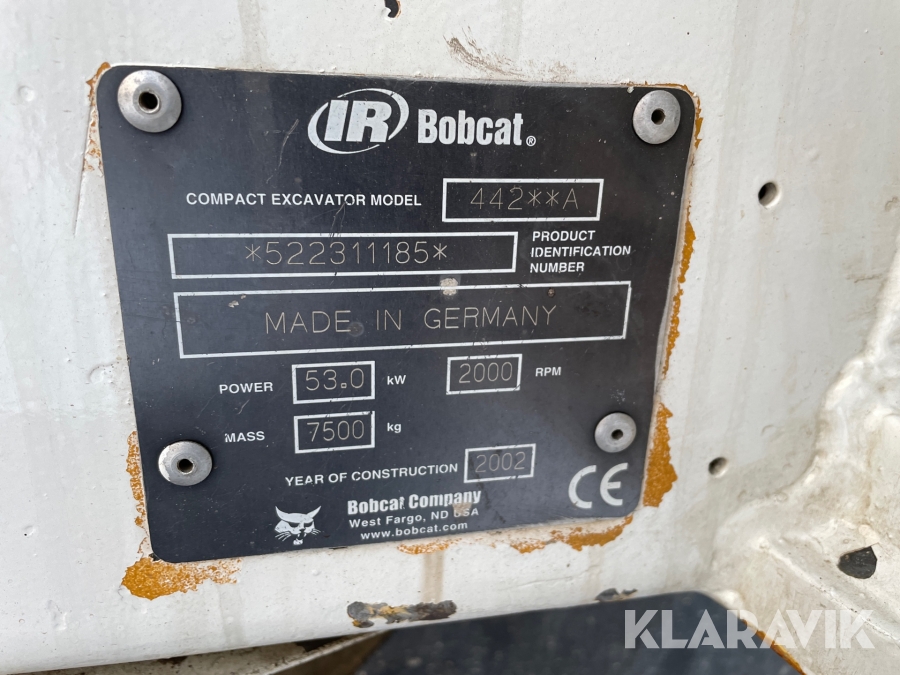 IR Bobcat®
COMPACT EXCAVATOR MODEL 442**A
*522311185* PRODUCT IDENTIFICATION NUMBER
MADE IN GERMANY
POWER 53.0 kW 2000 RPM
MASS 7500 kg
YEAR OF CONSTRUCTION 2002
CE
Bobcat Company
West Fargo, ND USA
www.bobcat.com
KLARAVIK